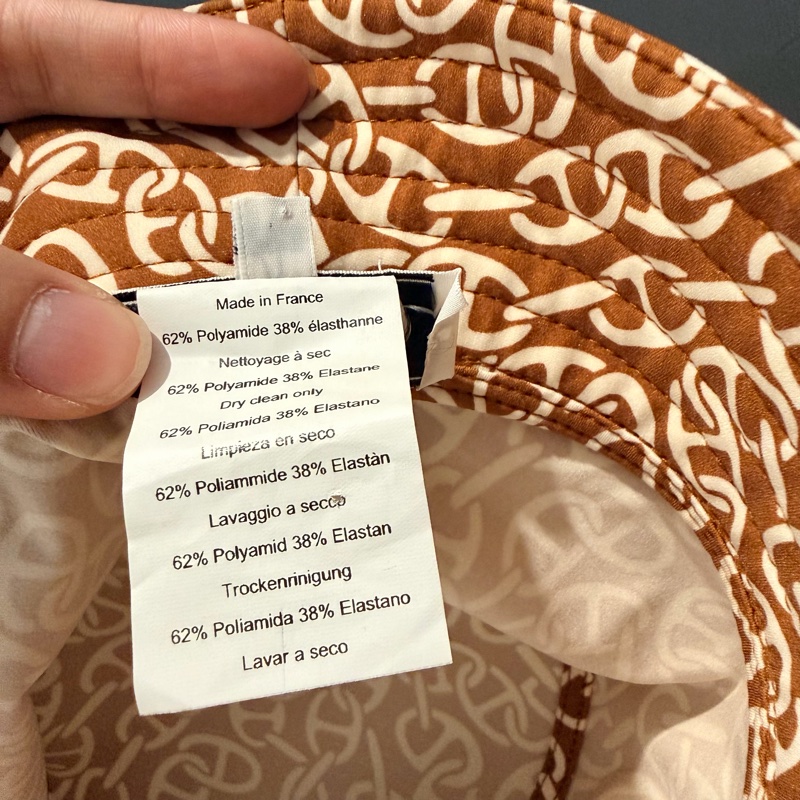 Made in France
62% Polyamide 38% élasthanne
Nettoyage à sec
62% Polyamide 38% Elastane
Dry clean only
62% Poliamida 38% Elastano
Limpieza en seco
62% Poliammide 38% Elastàn
Lavaggio a secco
62% Polyamid 38% Elastan
Trockenrinigung
62% Poliamida 38% Elastano
Lavar a seco